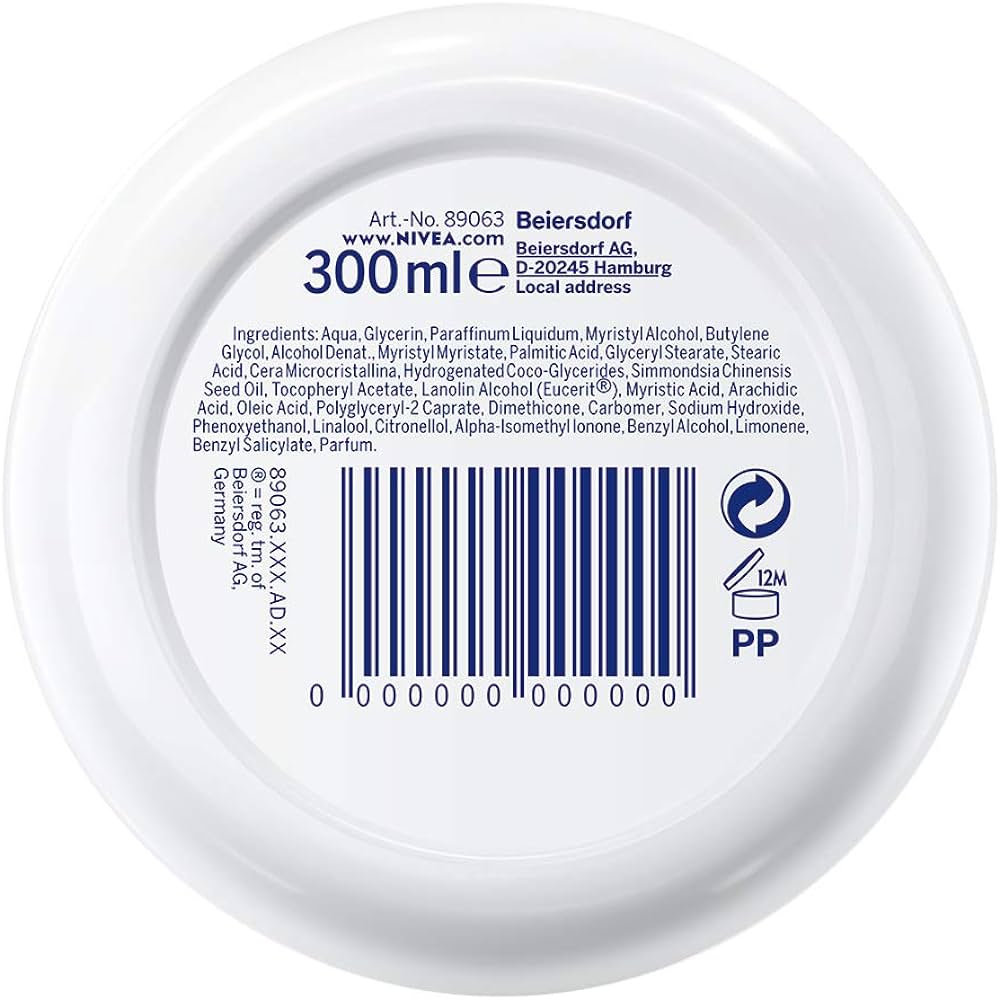 Art.-No. 89063 Beiersdorf
www.NIVEA.com
300ml℮
Beiersdorf AG,
D-20245 Hamburg
Local address
Ingredients: Aqua, Glycerin, Paraffinum Liquidum, Myristyl Alcohol, Butylene
Glycol, Alcohol Denat., Myristyl Myristate, Palmitic Acid, Glyceryl Stearate, Stearic
Acid, Cera Microcristallina, Hydrogenated Coco-Glycerides, Simmondsia Chinensis
Seed Oil, Tocopheryl Acetate, Lanolin Alcohol (Eucerit®), Myristic Acid, Arachidic
Acid, Oleic Acid, Polyglyceryl-2 Caprate, Dimethicone, Carbomer, Sodium Hydroxide,
Phenoxyethanol, Linalool, Citronellol, Alpha-Isomethyl Ionone, Benzyl Alcohol, Limonene,
Benzyl Salicylate, Parfum.
89063.XXX.AD.XX
® = reg. tm. of
Beiersdorf AG,
Germany
12M
PP
0 000000 000000